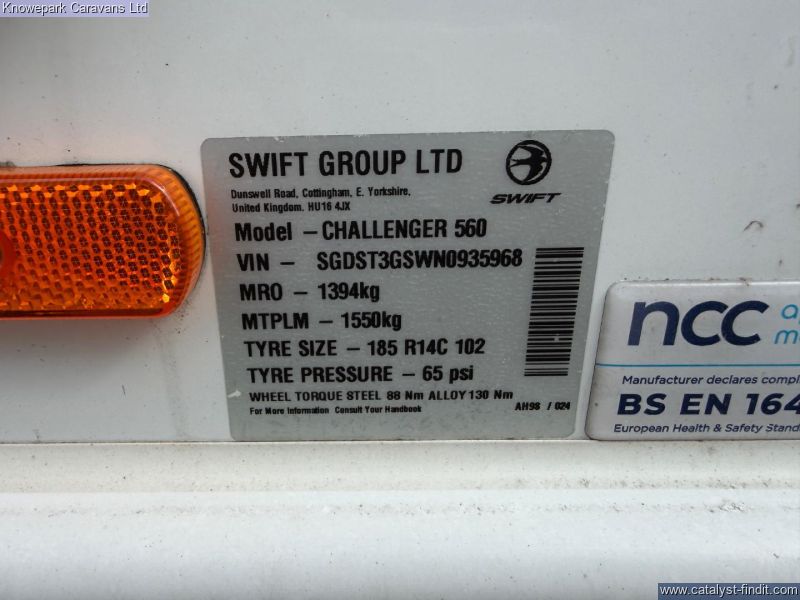 Knowepark Caravans Ltd
SWIFT GROUP LTD
Dunswell Road, Cottingham, E. Yorkshire,
United Kingdom. HU16 4JX
SWIFT
Model – CHALLENGER 560
VIN – SGDST3GSWN0935968
MRO – 1394kg
MTPLM – 1550kg
TYRE SIZE – 185 R14C 102
TYRE PRESSURE – 65 psi
WHEEL TORQUE STEEL 88 Nm ALLOY 130 Nm
For More Information Consult Your Handbook
AH98 / 024
ncc
Manufacturer declares
BS EN 164
European Health & Safety
www.catalyst-findit.com